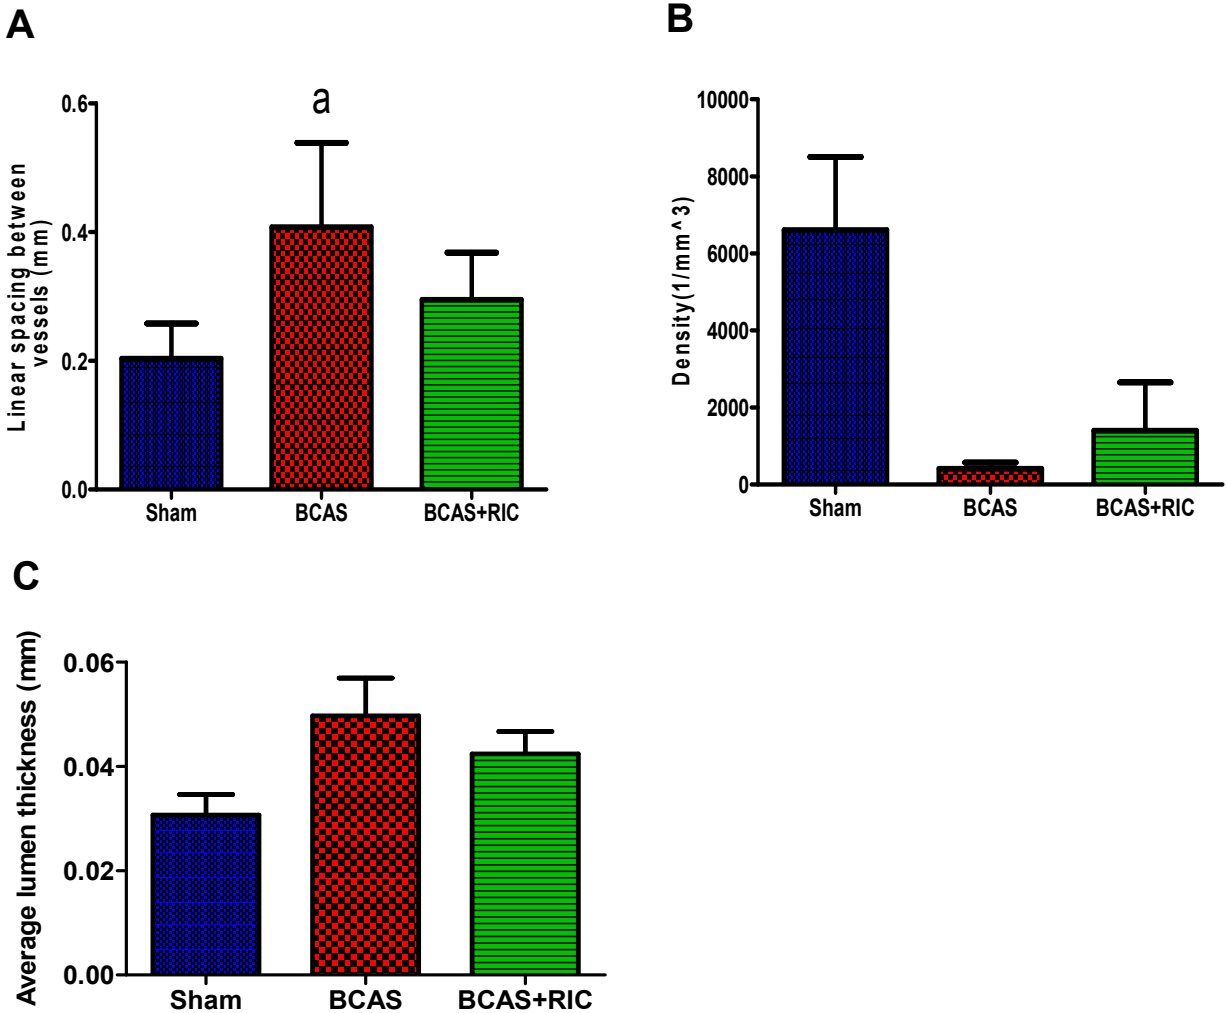 A
Linear spacing between
vessels (mm)
0.6
0.4
0.2
0.0
a
Sham BCAS BCAS+RIC
B
Density(1/mm^3)
10000
8000
6000
4000
2000
0
Sham BCAS BCAS+RIC
C
Average lumen thickness (mm)
0.06
0.04
0.02
0.00
Sham BCAS BCAS+RIC